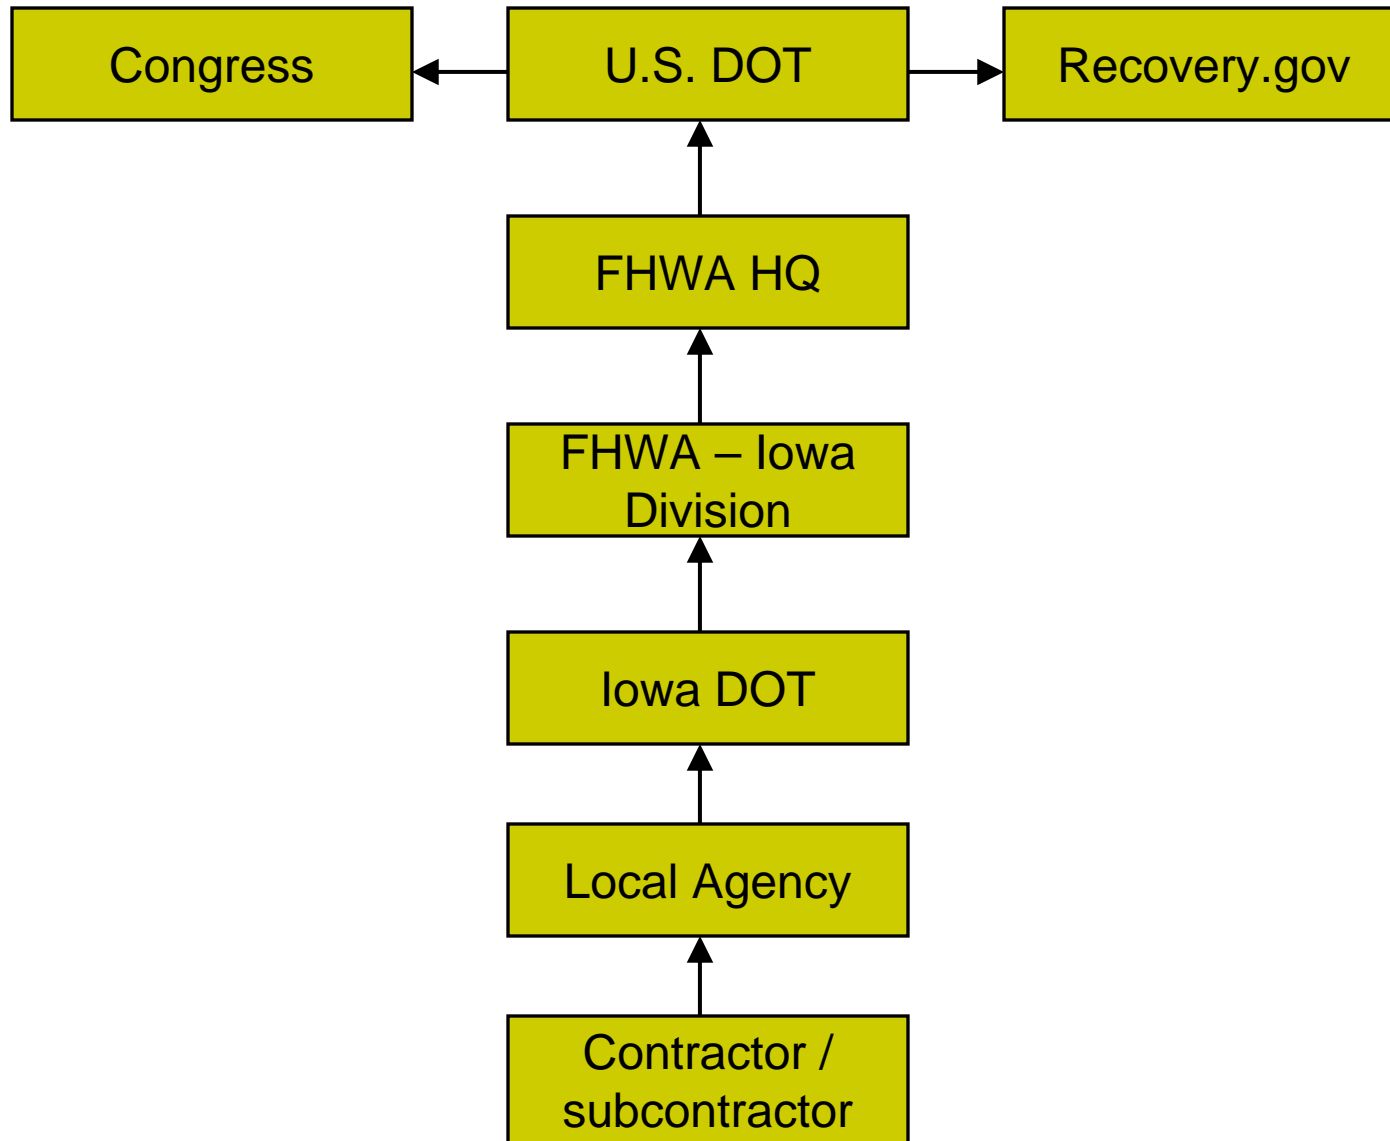 Congress
U.S. DOT
Recovery.gov
FHWA HQ
FHWA – Iowa
Division
Iowa DOT
Local Agency
Contractor /
subcontractor